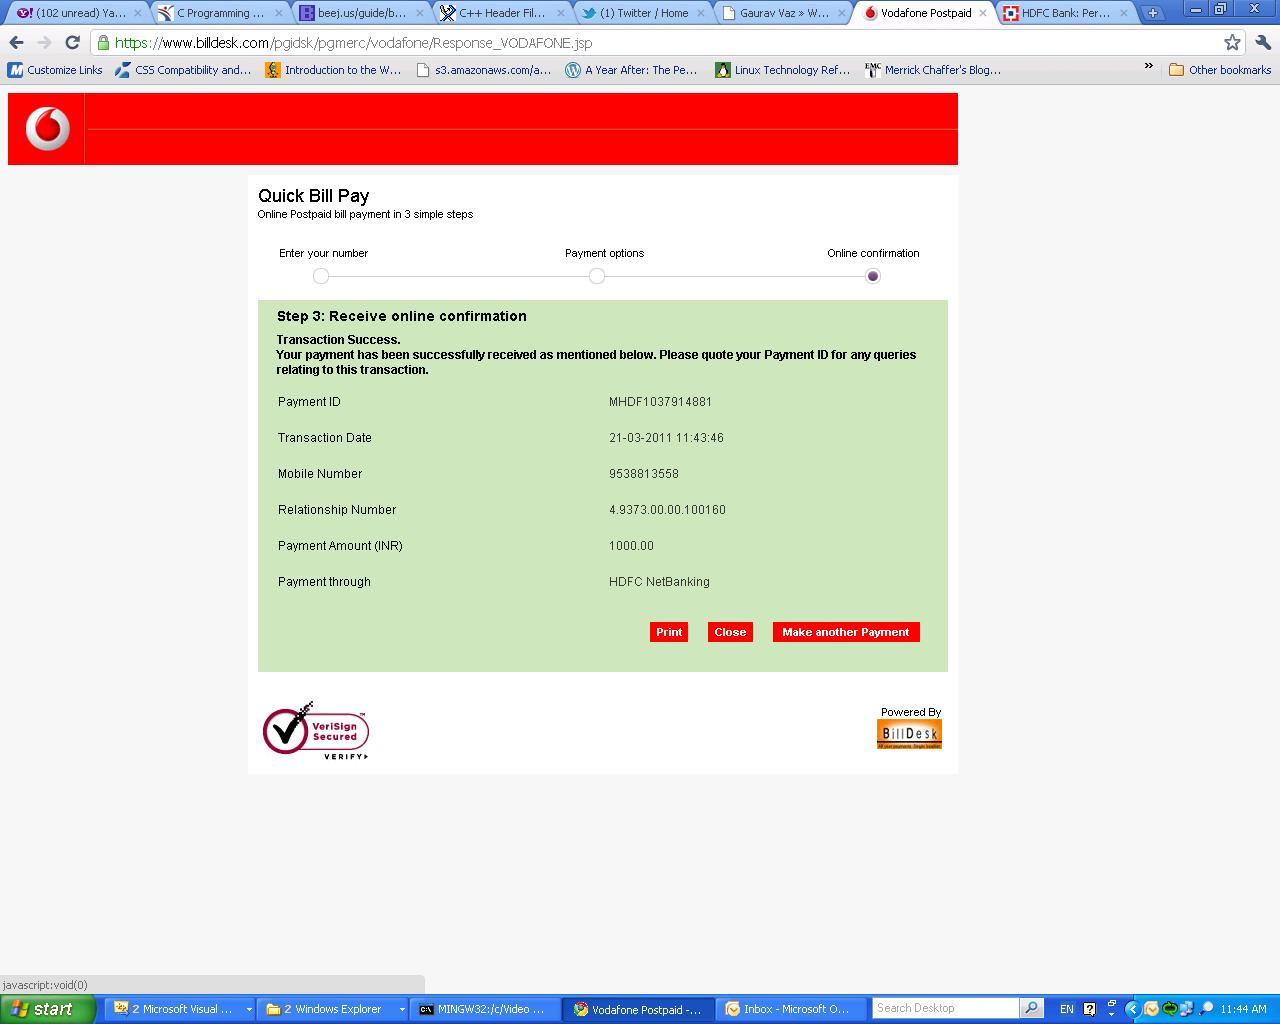 (102 unread) Ya...
C Programming ...
beej.us/guide/b...
C++ Header Fil...
(1) Twitter / Home
Gaurav Vaz » W...
Vodafone Postpaid
HDFC Bank: Per...
https://www.billdesk.com/pgidsk/pgmerc/vodafone/Response_VODAFONE.jsp
Customize Links
CSS Compatibility and...
Introduction to the W...
s3.amazonaws.com/a...
A Year After: The Pe...
Linux Technology Ref...
EMC
Merrick Chaffer's Blog...
»
Other bookmarks
Quick Bill Pay
Online Postpaid bill payment in 3 simple steps
Enter your number
Payment options
Online confirmation
Step 3: Receive online confirmation
Transaction Success.
Your payment has been successfully received as mentioned below. Please quote your Payment ID for any queries
relating to this transaction.
Payment ID MHDF1037914881
Transaction Date 21-03-2011 11:43:46
Mobile Number 9538813558
Relationship Number 4.9373.00.00.100160
Payment Amount (INR) 1000.00
Payment through HDFC NetBanking
Print
Close
Make another Payment
VeriSign
Secured
VERIFY
Powered By
BillDesk
javascript:void(0)
start
2 Microsoft Visual ...
2 Windows Explorer
MINGW32:/c/Video ...
Vodafone Postpaid -...
Inbox - Microsoft O...
Search Desktop
EN
11:44 AM